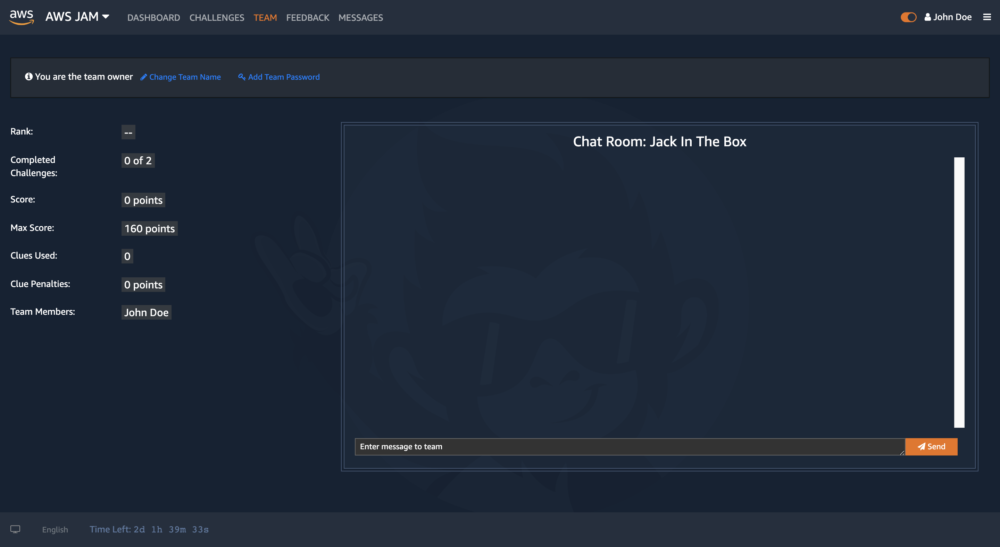 aws AWS JAM DASHBOARD CHALLENGES TEAM FEEDBACK MESSAGES John Doe
You are the team owner Change Team Name Add Team Password
Rank: --
Completed Challenges: 0 of 2
Score: 0 points
Max Score: 160 points
Clues Used: 0
Clue Penalties: 0 points
Team Members: John Doe
Chat Room: Jack In The Box
Enter message to team Send
English Time Left: 2d 1h 39m 33s